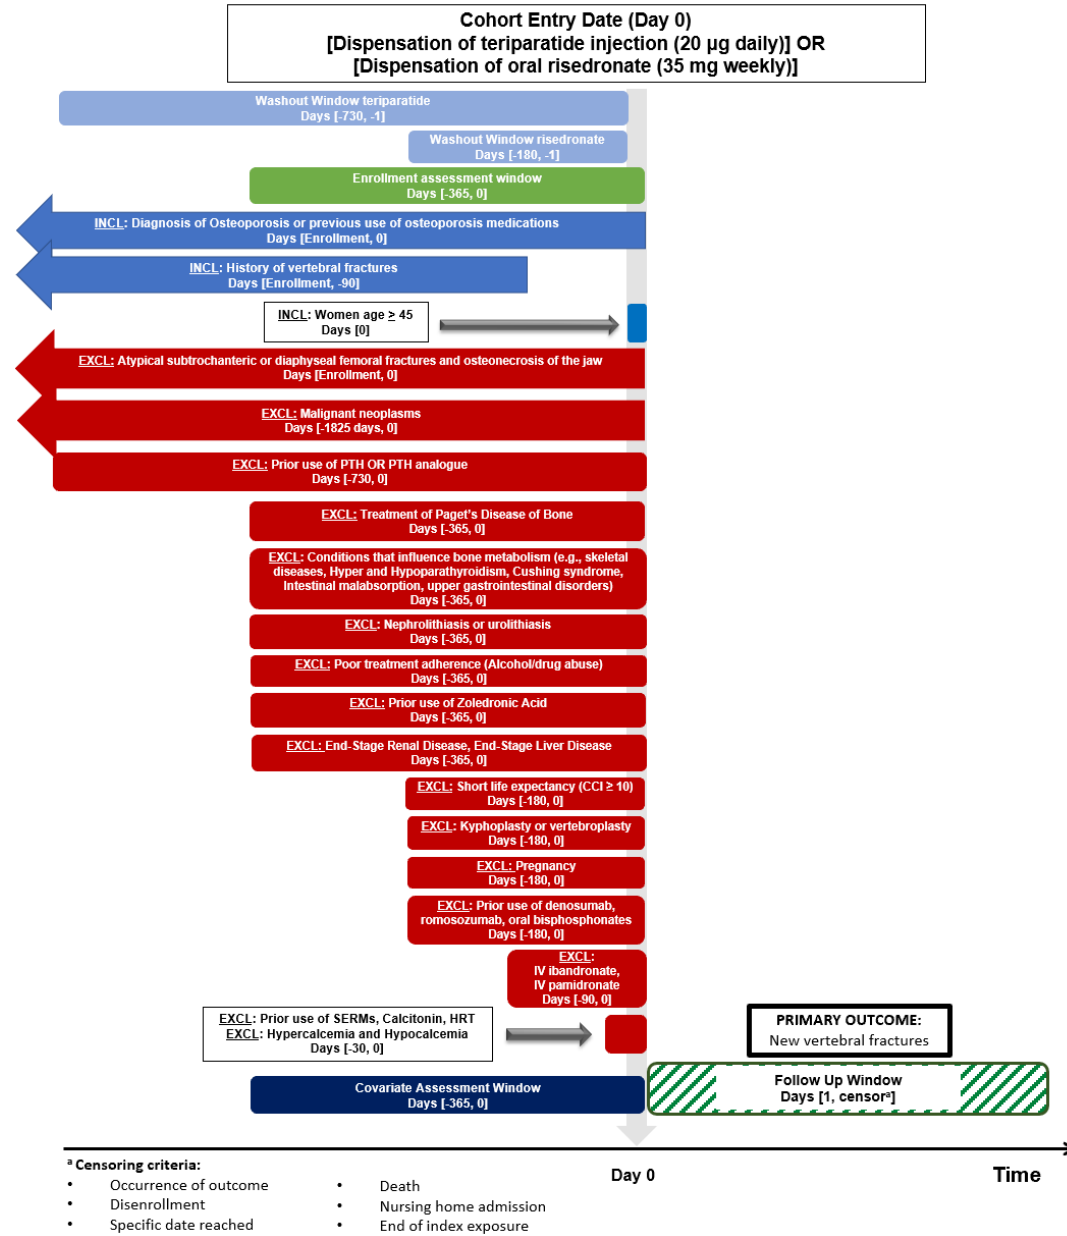 Cohort Entry Date (Day 0)
[Dispensation of teriparatide injection (20 µg daily)] OR
[Dispensation of oral risedronate (35 mg weekly)]
Washout Window teriparatide
Days [-730, -1]
Washout Window risedronate
Days [-180, -1]
Enrollment assessment window
Days [-365, 0]
INCL: Diagnosis of Osteoporosis or previous use of osteoporosis medications
Days [Enrollment, 0]
INCL: History of vertebral fractures
Days [Enrollment, -90]
INCL: Women age ≥ 45
Days [0]
EXCL: Atypical subtrochanteric or diaphyseal femoral fractures and osteonecrosis of the jaw
Days [Enrollment, 0]
EXCL: Malignant neoplasms
Days [-1825 days, 0]
EXCL: Prior use of PTH OR PTH analogue
Days [-730, 0]
EXCL: Treatment of Paget's Disease of Bone
Days [-365, 0]
EXCL: Conditions that influence bone metabolism (e.g., skeletal
diseases, Hyper and Hypoparathyroidism, Cushing syndrome,
Intestinal malabsorption, upper gastrointestinal disorders)
Days [-365, 0]
EXCL: Nephrolithiasis or urolithiasis
Days [-365, 0]
EXCL: Poor treatment adherence (Alcohol/drug abuse)
Days [-365, 0]
EXCL: Prior use of Zoledronic Acid
Days [-365, 0]
EXCL: End-Stage Renal Disease, End-Stage Liver Disease
Days [-365, 0]
EXCL: Short life expectancy (CCI ≥ 10)
Days [-180, 0]
EXCL: Kyphoplasty or vertebroplasty
Days [-180, 0]
EXCL: Pregnancy
Days [-180, 0]
EXCL: Prior use of denosumab,
romosozumab, oral bisphosphonates
Days [-180, 0]
EXCL:
IV ibandronate,
IV pamidronate
Days [-90, 0]
EXCL: Prior use of SERMs, Calcitonin, HRT
EXCL: Hypercalcemia and Hypocalcemia
Days [-30, 0]
PRIMARY OUTCOME:
New vertebral fractures
Covariate Assessment Window
Days [-365, 0]
Follow Up Window
Days [1, censorᵃ]
Day 0
Time
ᵃ Censoring criteria:
• Occurrence of outcome
• Disenrollment
• Specific date reached
• Death
• Nursing home admission
• End of index exposure